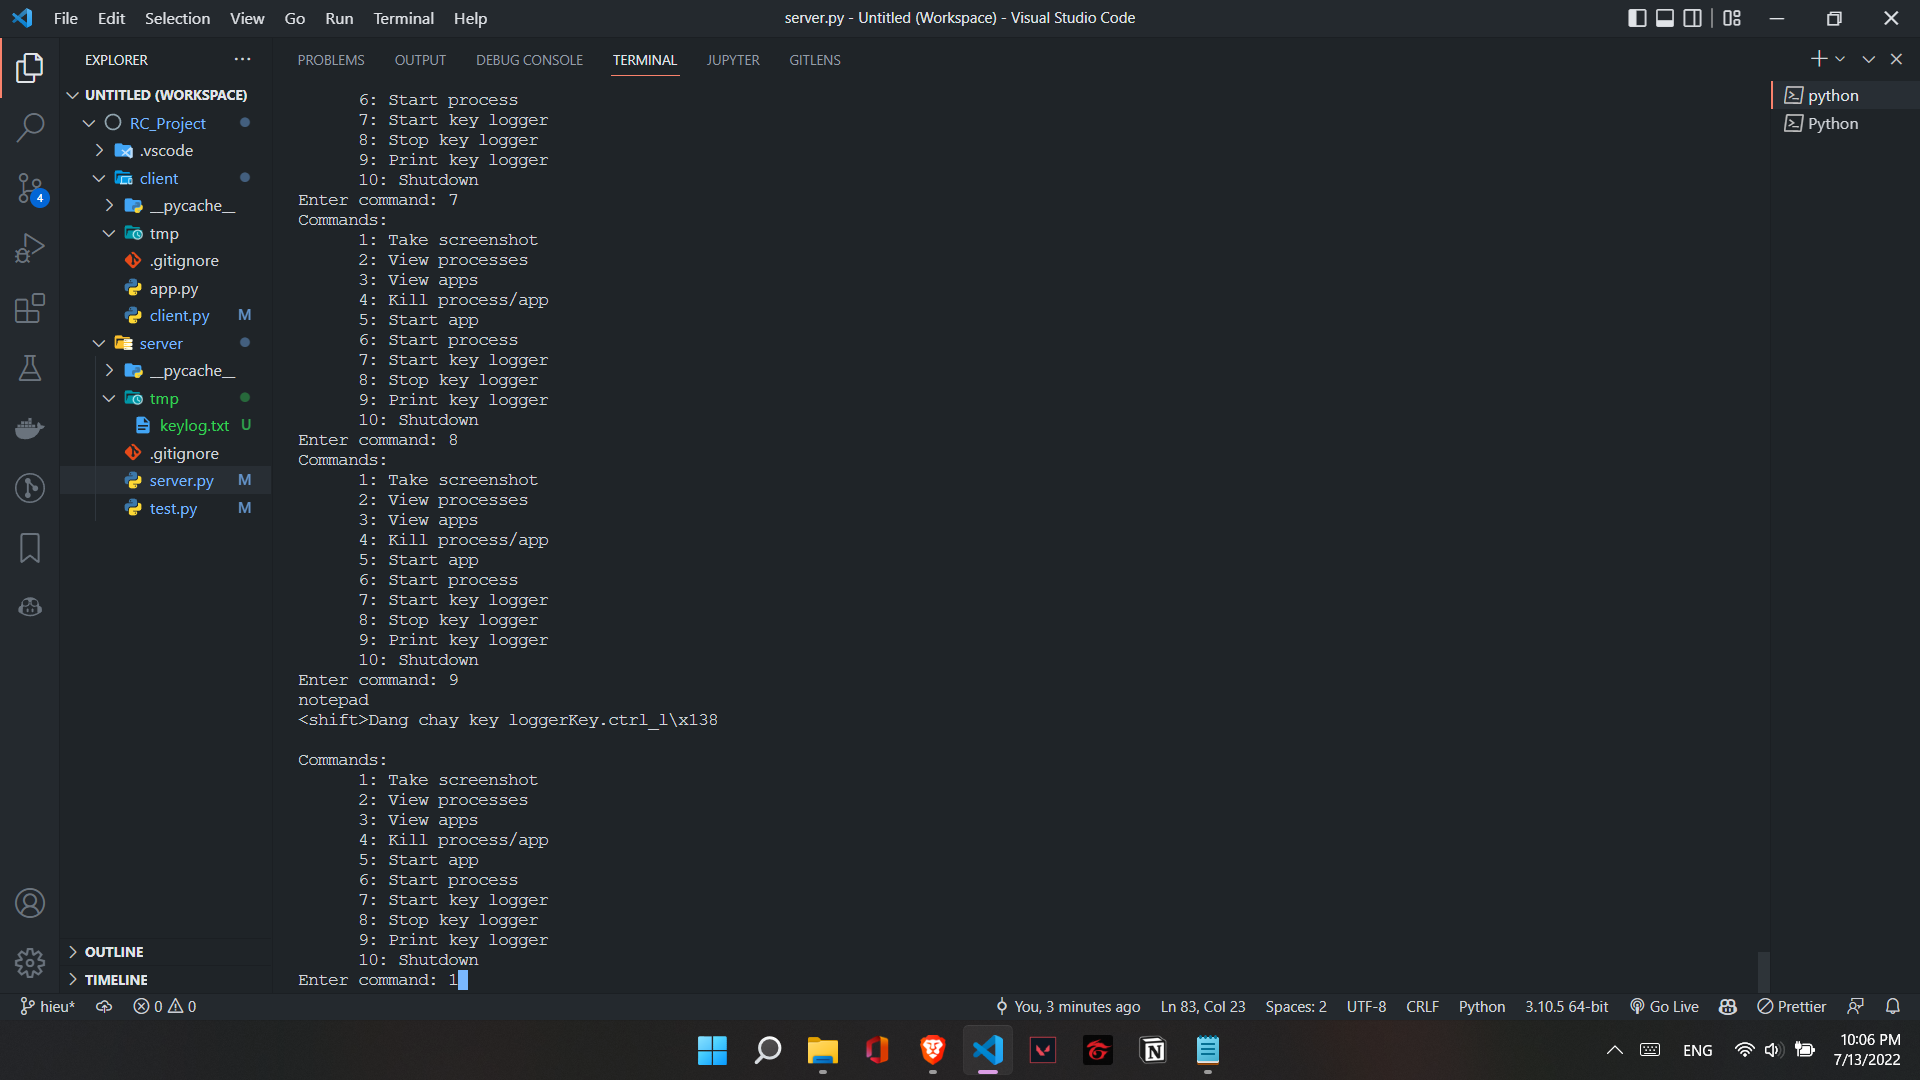 File Edit Selection View Go Run Terminal Help
server.py - Untitled (Workspace) - Visual Studio Code
EXPLORER
UNTITLED (WORKSPACE)
RC_Project
.vscode
client
__pycache__
tmp
.gitignore
app.py
client.py M
server
__pycache__
tmp
keylog.txt U
.gitignore
server.py M
test.py M
OUTLINE
TIMELINE
4
PROBLEMS OUTPUT DEBUG CONSOLE TERMINAL JUPYTER GITLENS
6: Start process
7: Start key logger
8: Stop key logger
9: Print key logger
10: Shutdown
Enter command: 7
Commands:
1: Take screenshot
2: View processes
3: View apps
4: Kill process/app
5: Start app
6: Start process
7: Start key logger
8: Stop key logger
9: Print key logger
10: Shutdown
Enter command: 8
Commands:
1: Take screenshot
2: View processes
3: View apps
4: Kill process/app
5: Start app
6: Start process
7: Start key logger
8: Stop key logger
9: Print key logger
10: Shutdown
Enter command: 9
notepad
<shift>Dang chay key loggerKey.ctrl_l\x138
Commands:
1: Take screenshot
2: View processes
3: View apps
4: Kill process/app
5: Start app
6: Start process
7: Start key logger
8: Stop key logger
9: Print key logger
10: Shutdown
Enter command: 1
python
Python
hieu* 0 0
You, 3 minutes ago Ln 83, Col 23 Spaces: 2 UTF-8 CRLF Python 3.10.5 64-bit Go Live Prettier
ENG
10:06 PM
7/13/2022